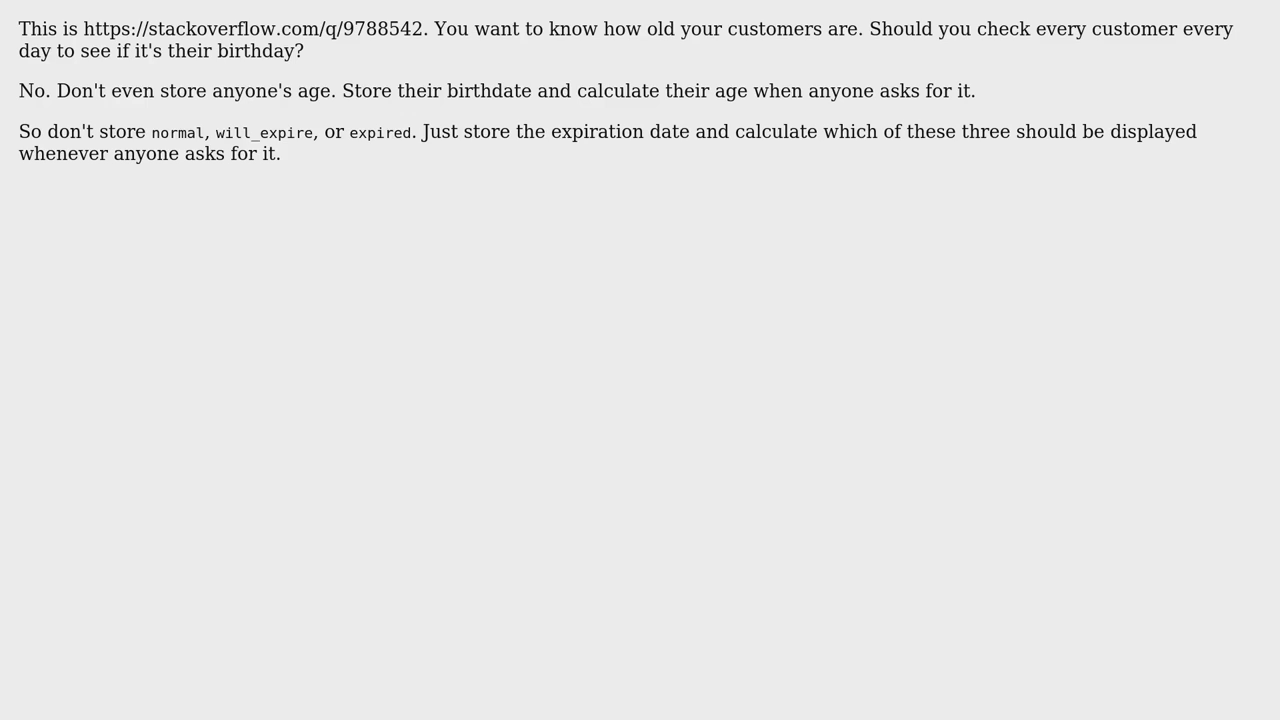 This is https://stackoverflow.com/q/9788542. You want to know how old your customers are. Should you check every customer every
day to see if it's their birthday?
No. Don't even store anyone's age. Store their birthdate and calculate their age when anyone asks for it.
So don't store normal, will_expire, or expired. Just store the expiration date and calculate which of these three should be displayed
whenever anyone asks for it.